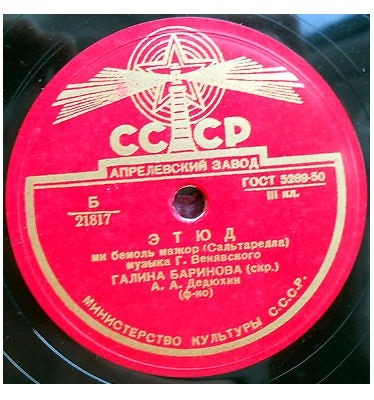 СССР
АПРЕЛЕВСКИЙ ЗАВОД
ГОСТ 5289-50
III кл.
Б
21817
ЭТЮД
ми бемоль мажор (Сальтарелла)
музыка Г. Венявского
ГАЛИНА БАРИНОВА (скр.)
А. А. Дедюхин
(ф-но)
МИНИСТЕРСТВО КУЛЬТУРЫ С.С.С.Р.